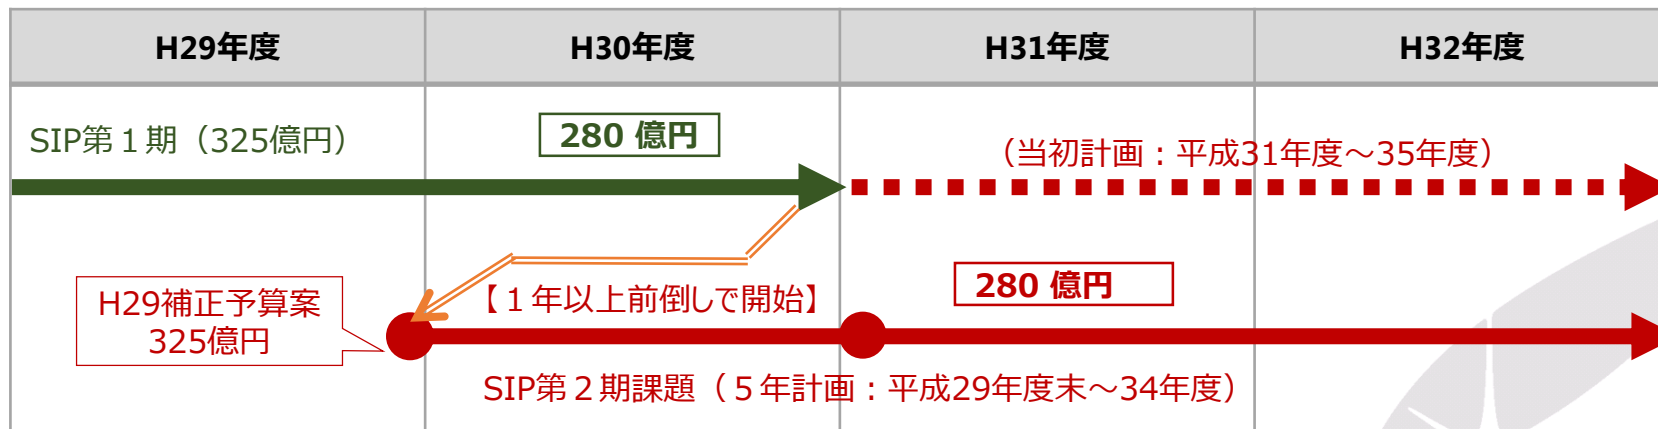 H29年度
H30年度
H31年度
H32年度
SIP第１期（325億円）
280 億円
（当初計画：平成31年度～35年度）
H29補正予算案
325億円
【１年以上前倒しで開始】
280 億円
SIP第２期課題（５年計画：平成29年度末～34年度）